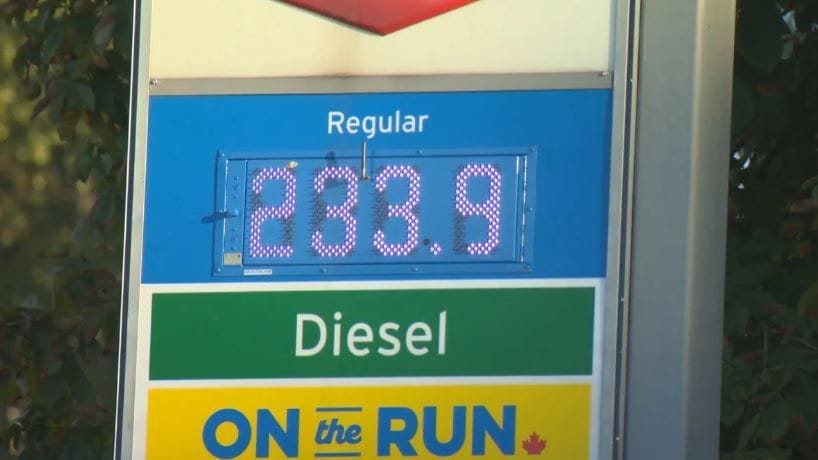 Regular
233.9
Diesel
ON the RUN